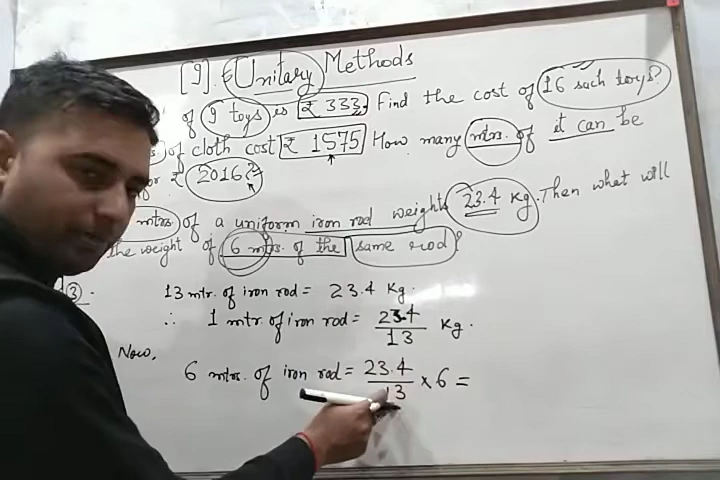 [9]. Unitary Methods
of 9 toys is ₹ 333. Find the cost of 16 such toys?
of cloth cost ₹ 1575 How many mtrs. of it can be
for ₹ 2016?
mtrs of a uniform iron rod weights 23.4 Kg. Then what will
the weight of 6 mtrs. of the same rod?
③.
13 mtr. of iron rod = 23.4 Kg.
∴ 1 mtr. of iron rod = 23.4/13 Kg.
Now,
6 mtrs. of iron rod = 23.4/13 × 6 =